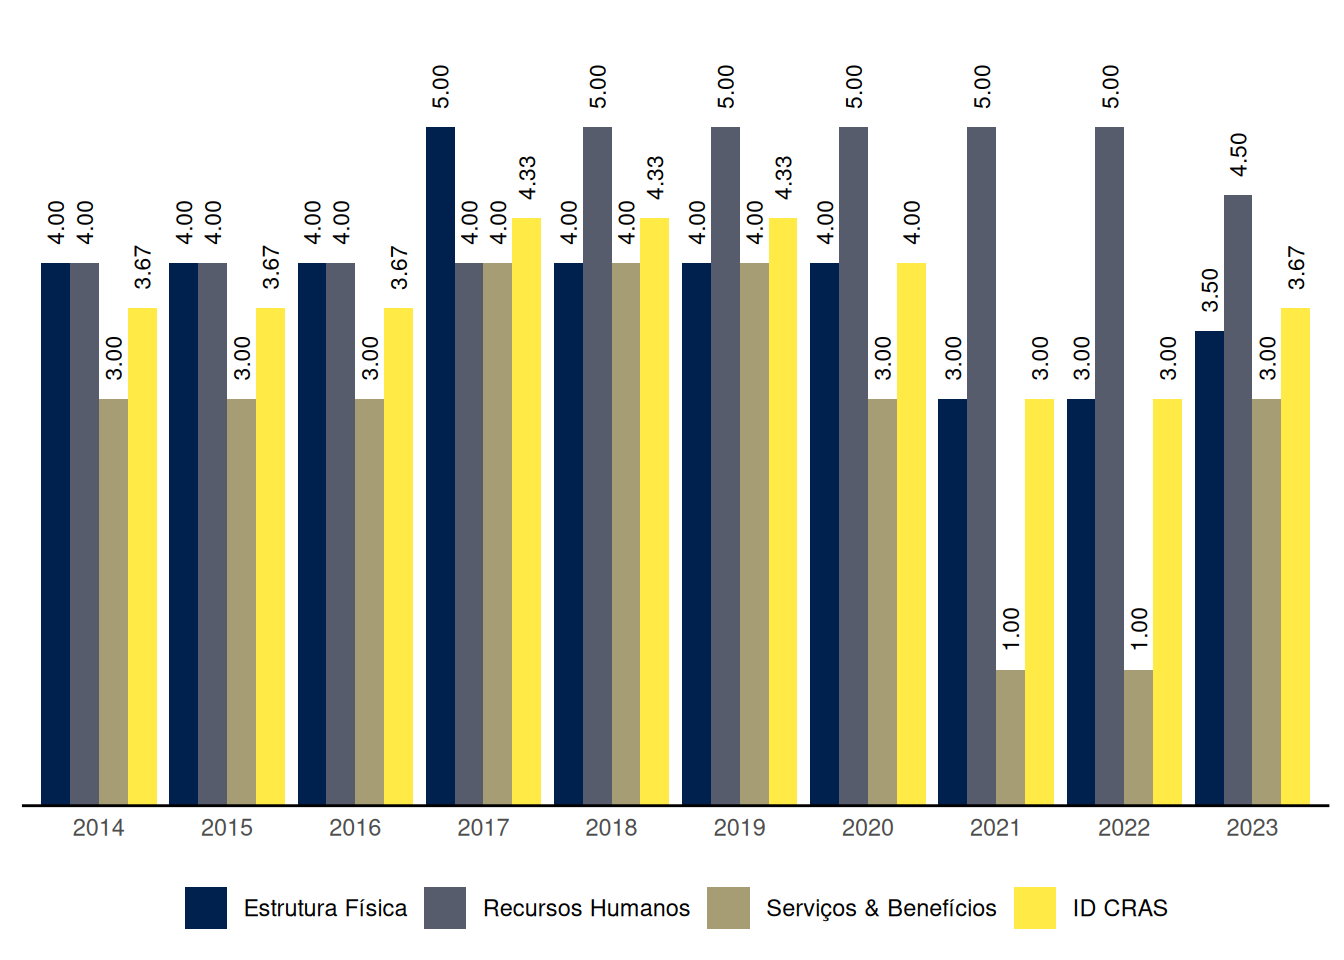 4.00 4.00 3.00 3.67 4.00 4.00 3.00 3.67 4.00 4.00 3.00 3.67 5.00 4.00 4.00 4.33 4.00 5.00 4.00 4.33 4.00 5.00 4.00 4.33 4.00 5.00 3.00 4.00 3.00 5.00 1.00 3.00 3.00 5.00 1.00 3.00 3.50 4.50 3.00 3.67
2014 2015 2016 2017 2018 2019 2020 2021 2022 2023
Estrutura Física Recursos Humanos Serviços & Benefícios ID CRAS